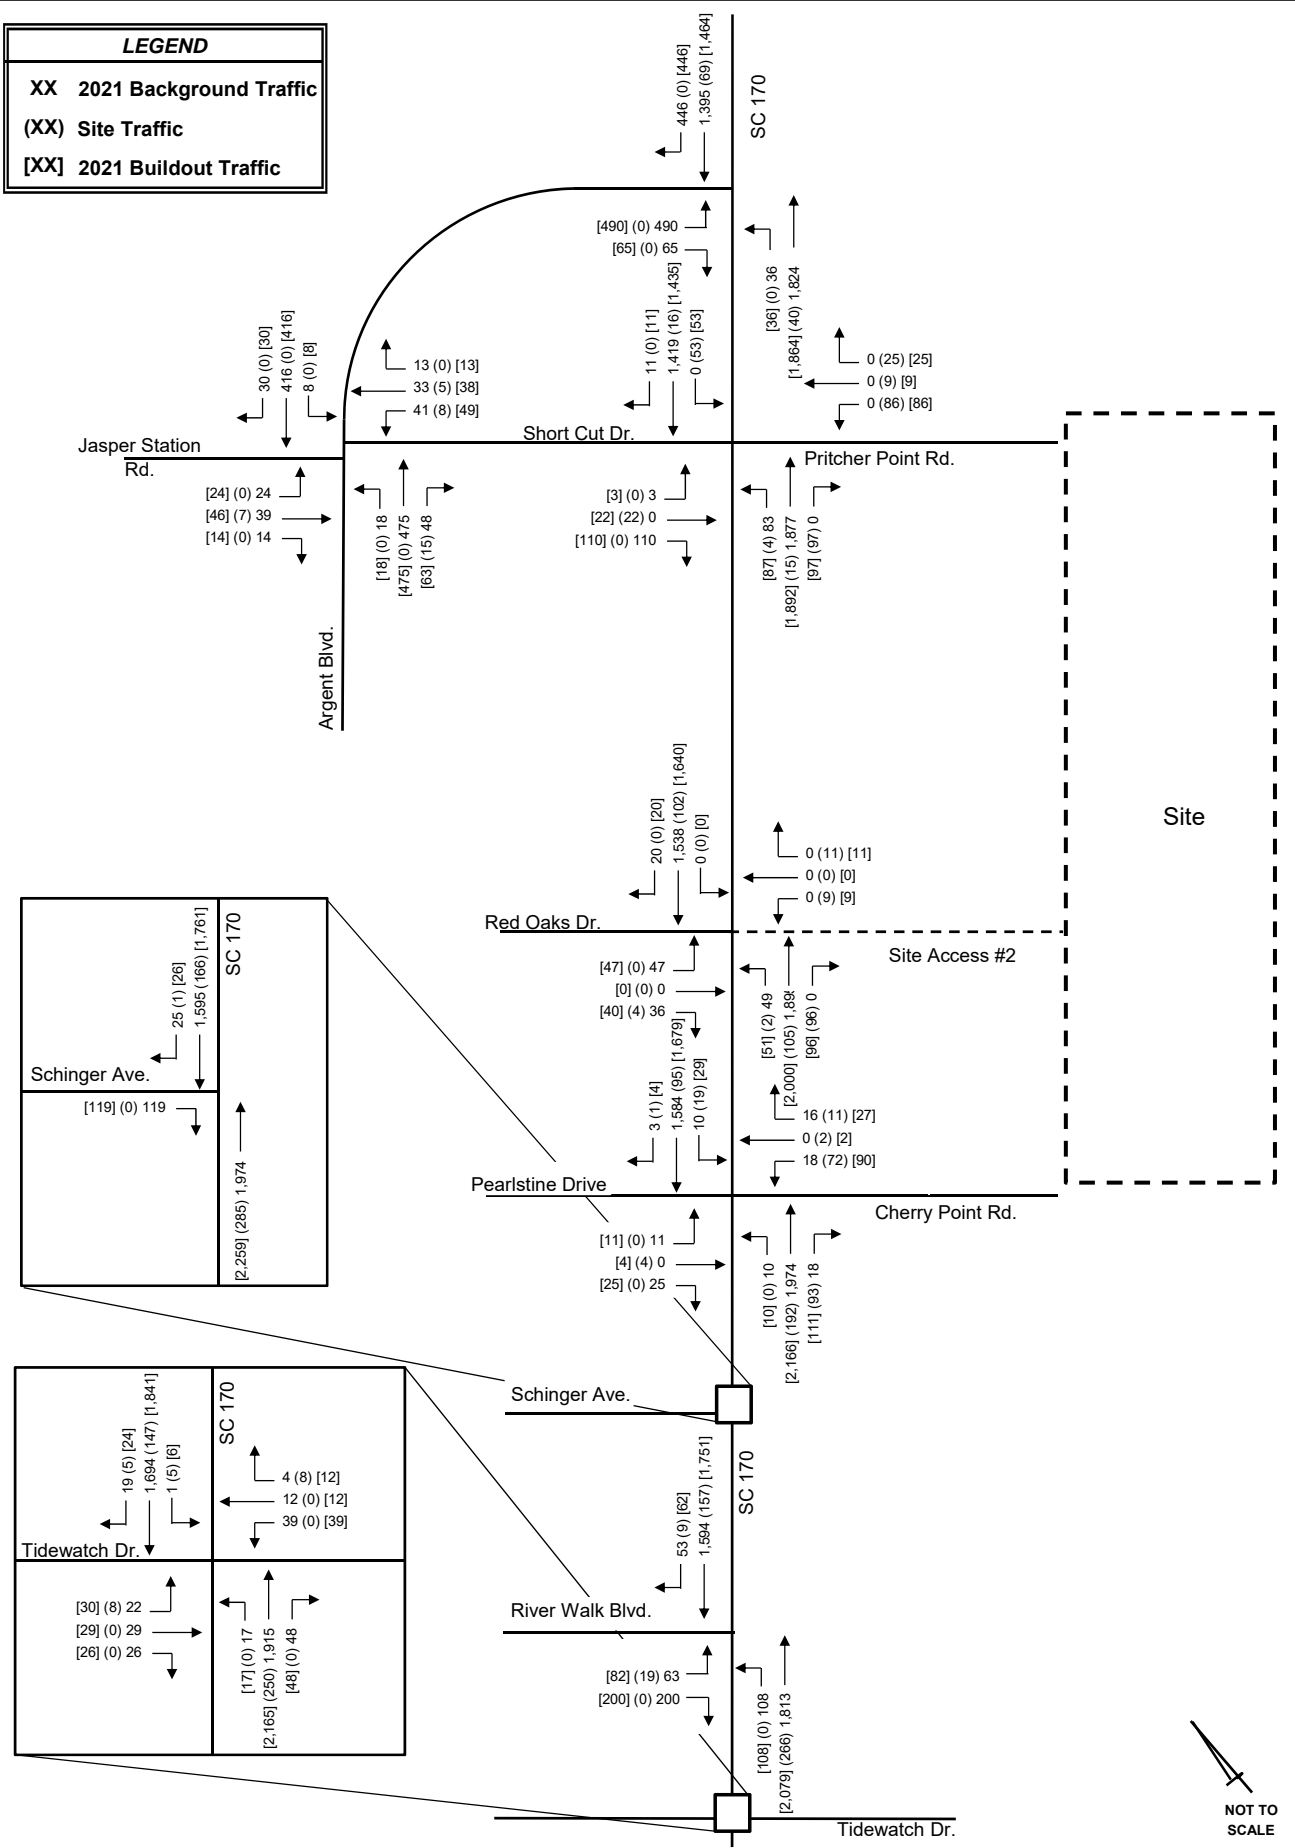 LEGEND
XX 2021 Background Traffic
(XX) Site Traffic
[XX] 2021 Buildout Traffic
446 (0) [446]
1,395 (69) [1,464]
SC 170
[490] (0) 490
[65] (0) 65
[36] (0) 36
[1,864] (40) 1,824
30 (0) [30]
416 (0) [416]
8 (0) [8]
13 (0) [13]
33 (5) [38]
41 (8) [49]
11 (0) [11]
1,419 (16) [1,435]
0 (53) [53]
0 (25) [25]
0 (9) [9]
0 (86) [86]
Jasper Station
Rd.
Short Cut Dr.
Pritcher Point Rd.
[24] (0) 24
[46] (7) 39
[14] (0) 14
[18] (0) 18
[475] (0) 475
[63] (15) 48
[3] (0) 3
[22] (22) 0
[110] (0) 110
[87] (4) 83
[1,892] (15) 1,877
[97] (97) 0
Argent Blvd.
Site
20 (0) [20]
1,538 (102) [1,640]
0 (0) [0]
0 (11) [11]
0 (0) [0]
0 (9) [9]
Red Oaks Dr.
Site Access #2
[47] (0) 47
[0] (0) 0
[40] (4) 36
[51] (2) 49
[2,000] (105)
[96] (96) 0
25 (1) [26]
1,595 (166) [1,761]
SC 170
Schinger Ave.
[119] (0) 119
[2,259] (285) 1,974
3 (1) [4]
1,584 (95) [1,679]
10 (19) [29]
16 (11) [27]
0 (2) [2]
18 (72) [90]
Pearlstine Drive
Cherry Point Rd.
[11] (0) 11
[4] (4) 0
[25] (0) 25
[10] (0) 10
[2,166] (192) 1,974
[111] (93) 18
Schinger Ave.
SC 170
19 (5) [24]
1,694 (147) [1,841]
1 (5) [6]
SC 170
4 (8) [12]
12 (0) [12]
39 (0) [39]
Tidewatch Dr.
[30] (8) 22
[29] (0) 29
[26] (0) 26
[17] (0) 17
[2,165] (250) 1,915
[48] (0) 48
53 (9) [62]
1,594 (157) [1,751]
River Walk Blvd.
[82] (19) 63
[200] (0) 200
[108] (0) 108
[2,079] (266) 1,813
Tidewatch Dr.
NOT TO
SCALE